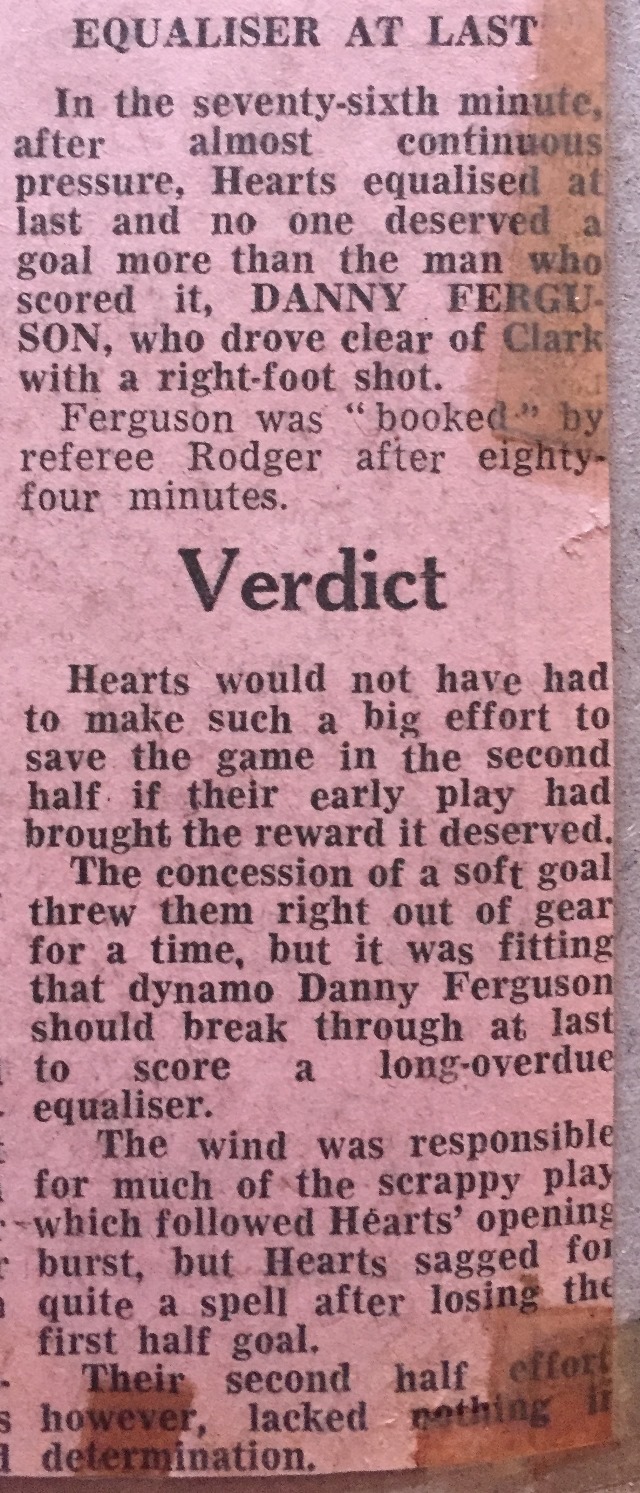 EQUALISER AT LAST
In the seventy-sixth minute,
after almost continuous
pressure, Hearts equalised at
last and no one deserved a
goal more than the man who
scored it, DANNY FERGU-
SON, who drove clear of Clark
with a right-foot shot.
Ferguson was "booked" by
referee Rodger after eighty-
four minutes.
Verdict
Hearts would not have had
to make such a big effort to
save the game in the second
half if their early play had
brought the reward it deserved.
The concession of a soft goal
threw them right out of gear
for a time, but it was fitting
that dynamo Danny Ferguson
should break through at last
to score a long-overdue
equaliser.
The wind was responsible
for much of the scrappy play
which followed Hearts' opening
burst, but Hearts sagged for
quite a spell after losing the
first half goal.
Their second half effort
however, lacked nothing in
determination.